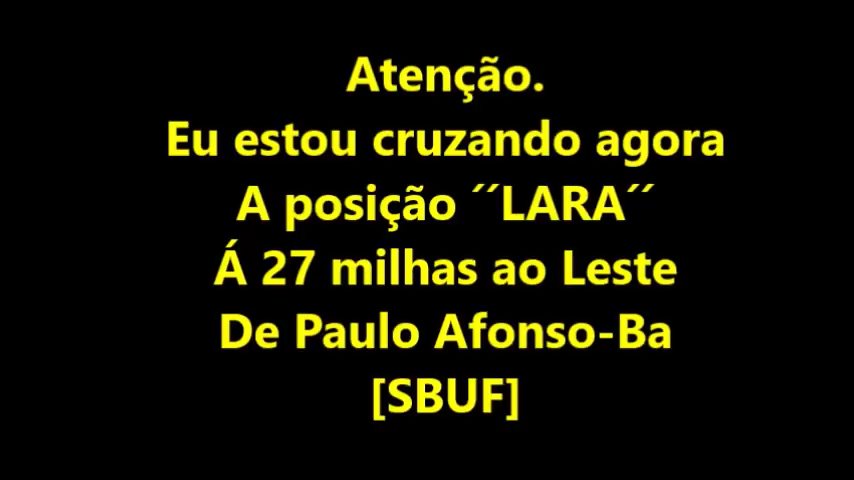 Atenção.
Eu estou cruzando agora
A posição ´´LARA´´
Á 27 milhas ao Leste
De Paulo Afonso-Ba
[SBUF]